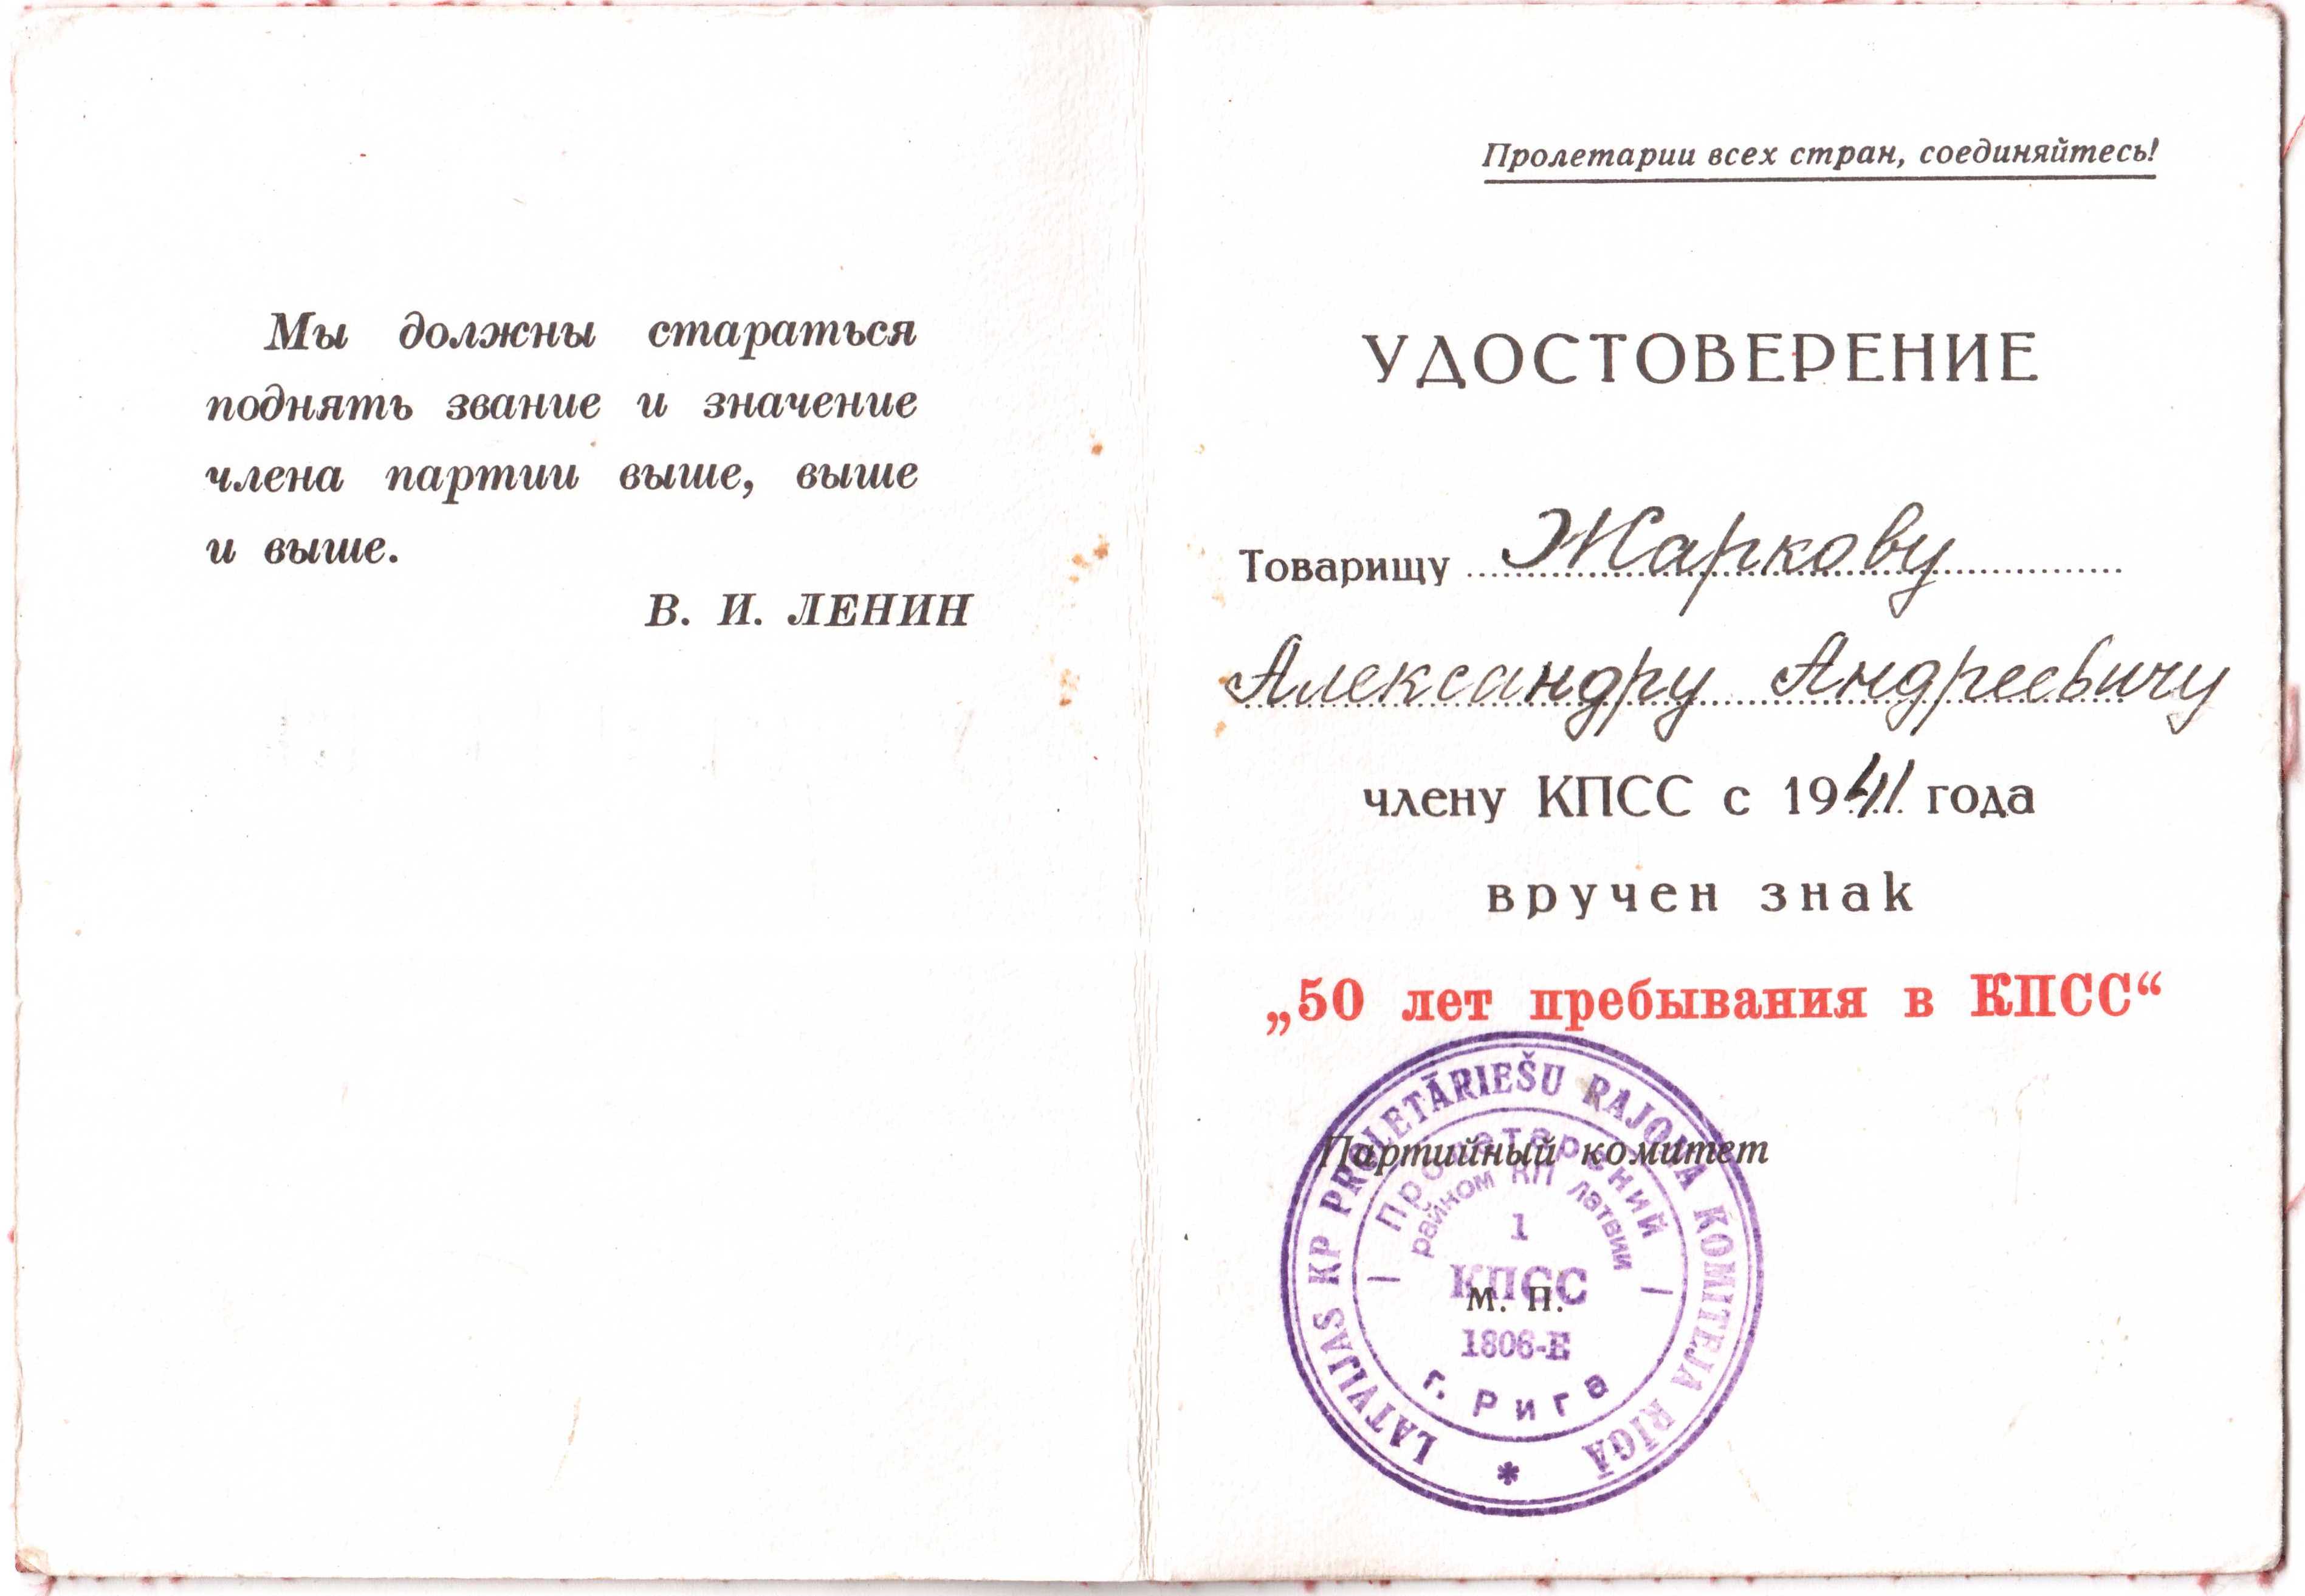 Мы должны стараться
поднять звание и значение
члена партии выше, выше
и выше.
В. И. ЛЕНИН
Пролетарии всех стран, соединяйтесь!
УДОСТОВЕРЕНИЕ
Товарищу Жаркову
Александру Андреевичу
члену КПСС с 1941 года
вручен знак
„50 лет пребывания в КПСС“
Партийный комитет
М. П.
LATVIJAS KP PROLETĀRIEŠU RAJONA KOMITEJA RĪGĀ
Пролетарский
райком КП Латвии
1
КПСС
1806-Е
г. Рига